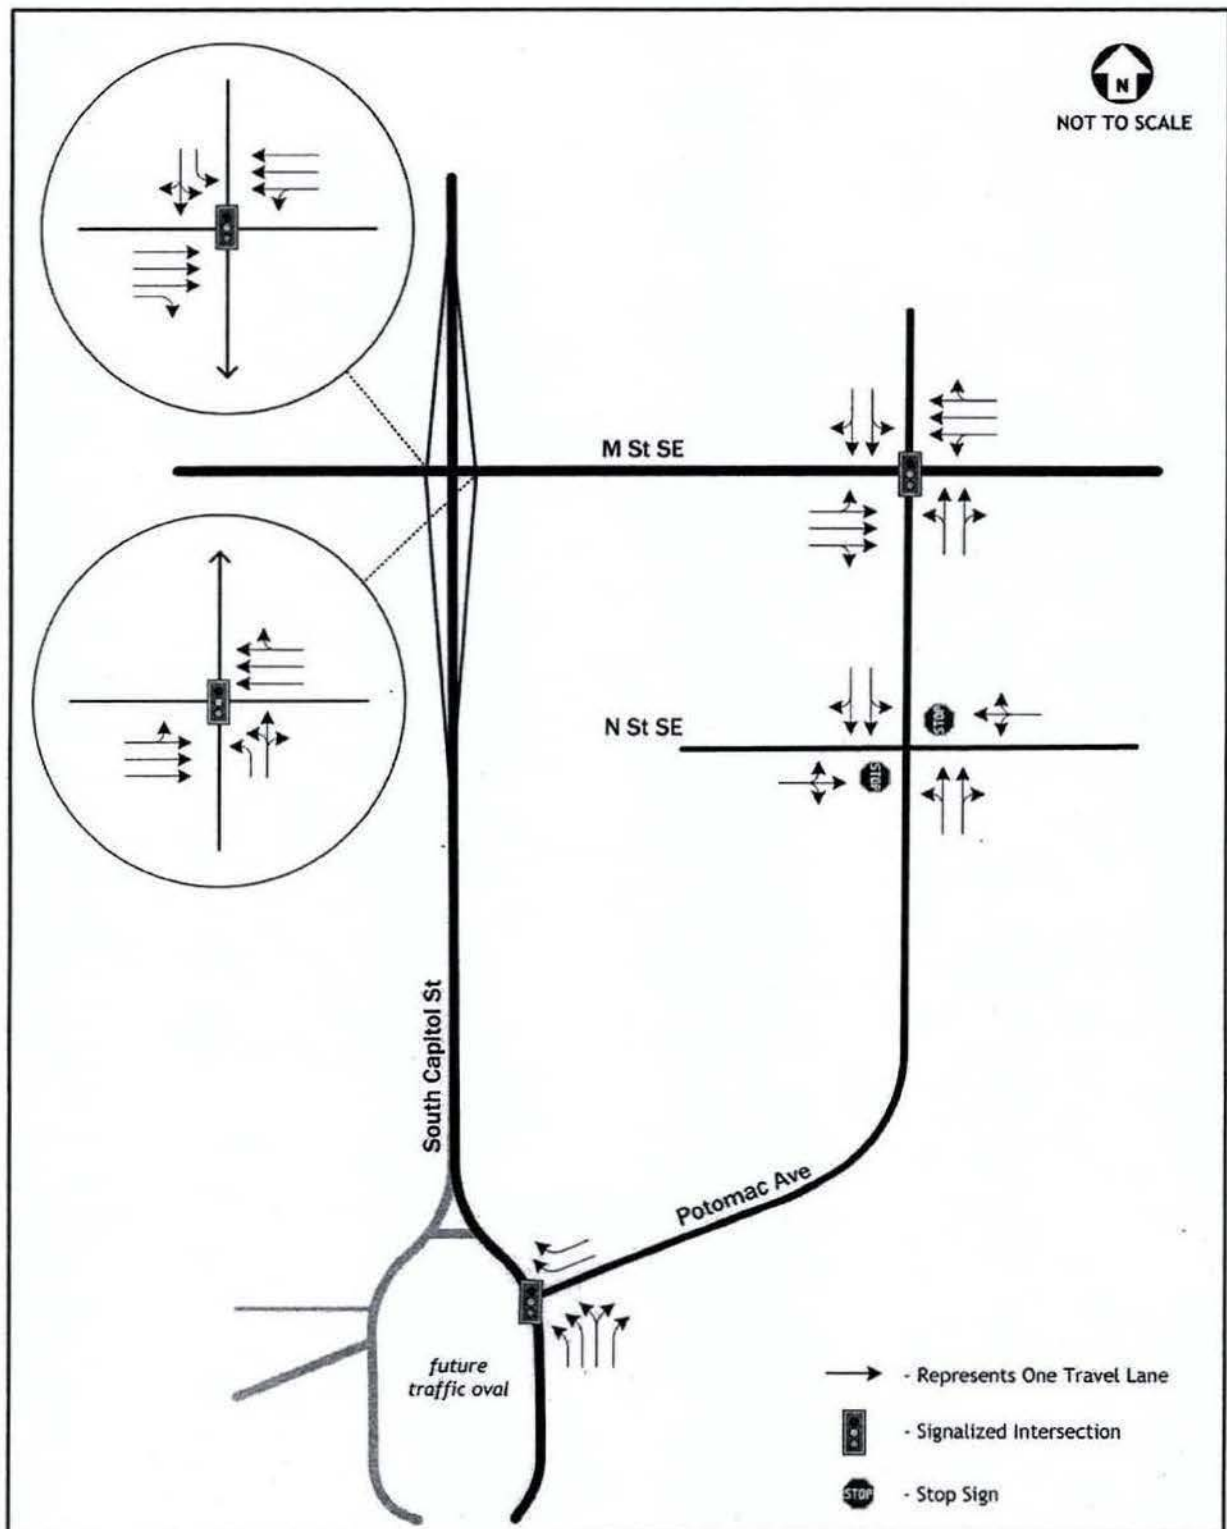 N
NOT TO SCALE
M St SE
N St SE
STOP
STOP
South Capitol St
Potomac Ave
future
traffic oval
- Represents One Travel Lane
- Signalized Intersection
STOP
- Stop Sign